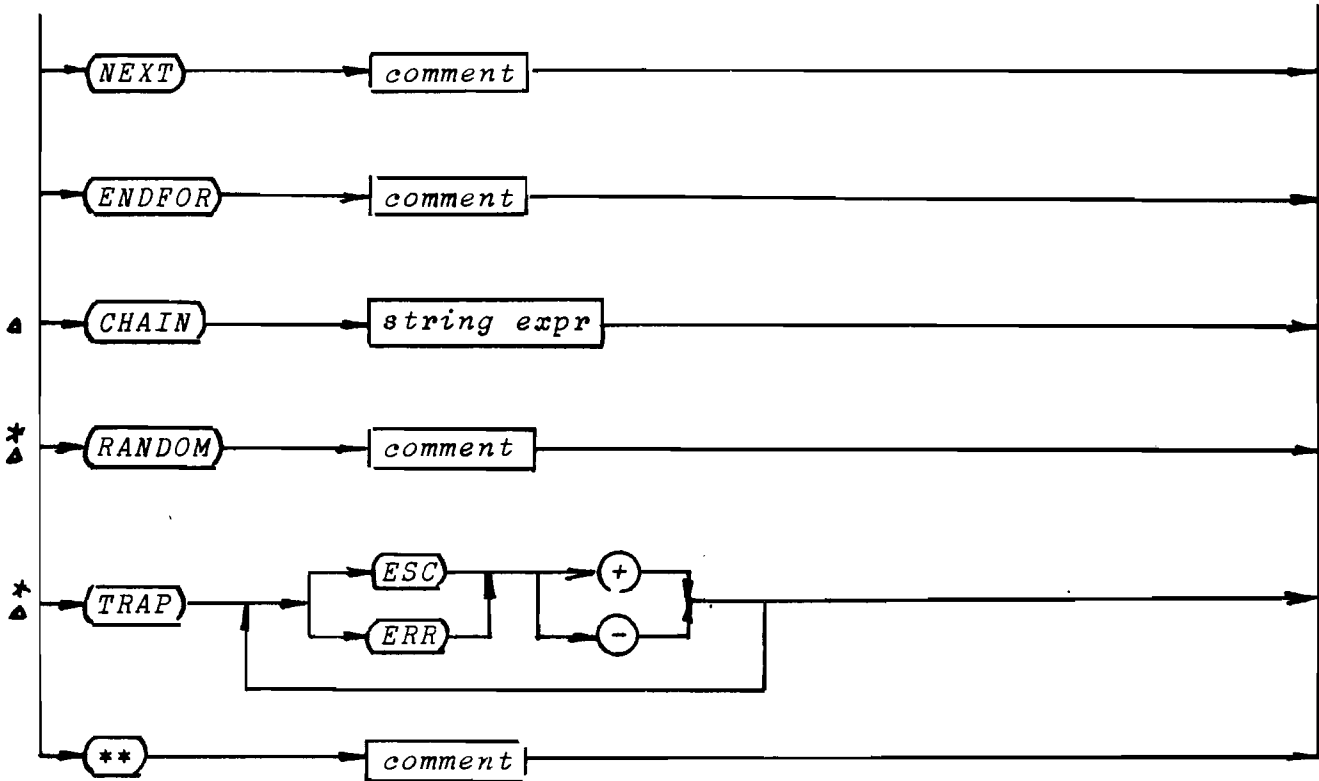 NEXT comment
ENDFOR comment
CHAIN string expr
* RANDOM comment
* TRAP ESC +
ERR -
** comment